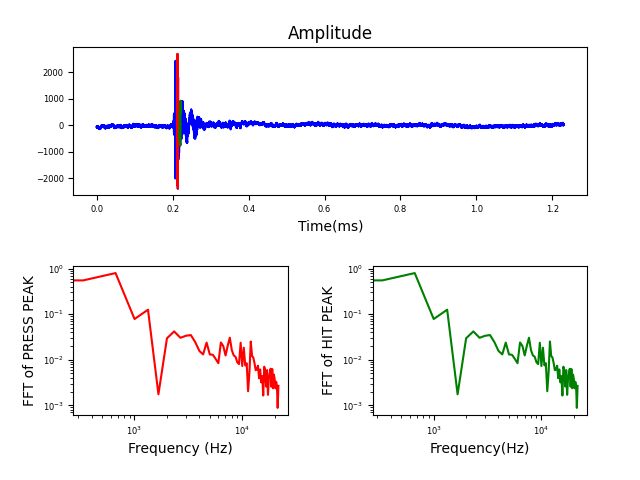 Amplitude
2000
1000
0
−1000
−2000
0.0 0.2 0.4 0.6 0.8 1.0 1.2
Time(ms)
FFT of PRESS PEAK
10⁰
10⁻¹
10⁻²
10⁻³
10³ 10⁴
Frequency (Hz)
FFT of HIT PEAK
10⁰
10⁻¹
10⁻²
10⁻³
10³ 10⁴
Frequency(Hz)